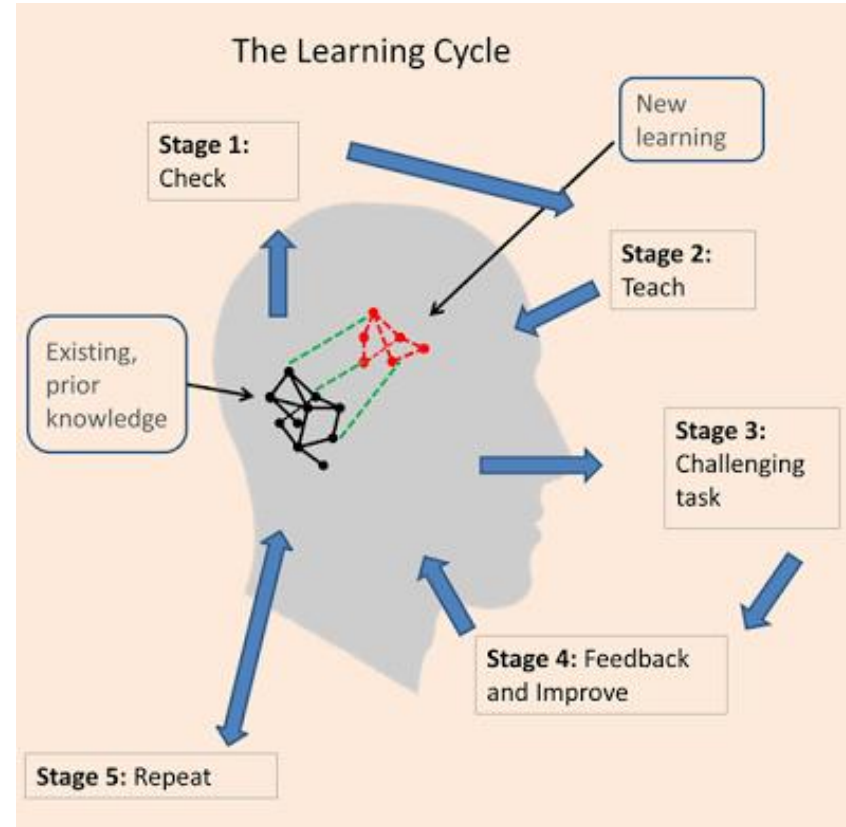 The Learning Cycle
New
learning
Stage 1:
Check
Stage 2:
Teach
Existing,
prior
knowledge
Stage 3:
Challenging
task
Stage 4: Feedback
and Improve
Stage 5: Repeat